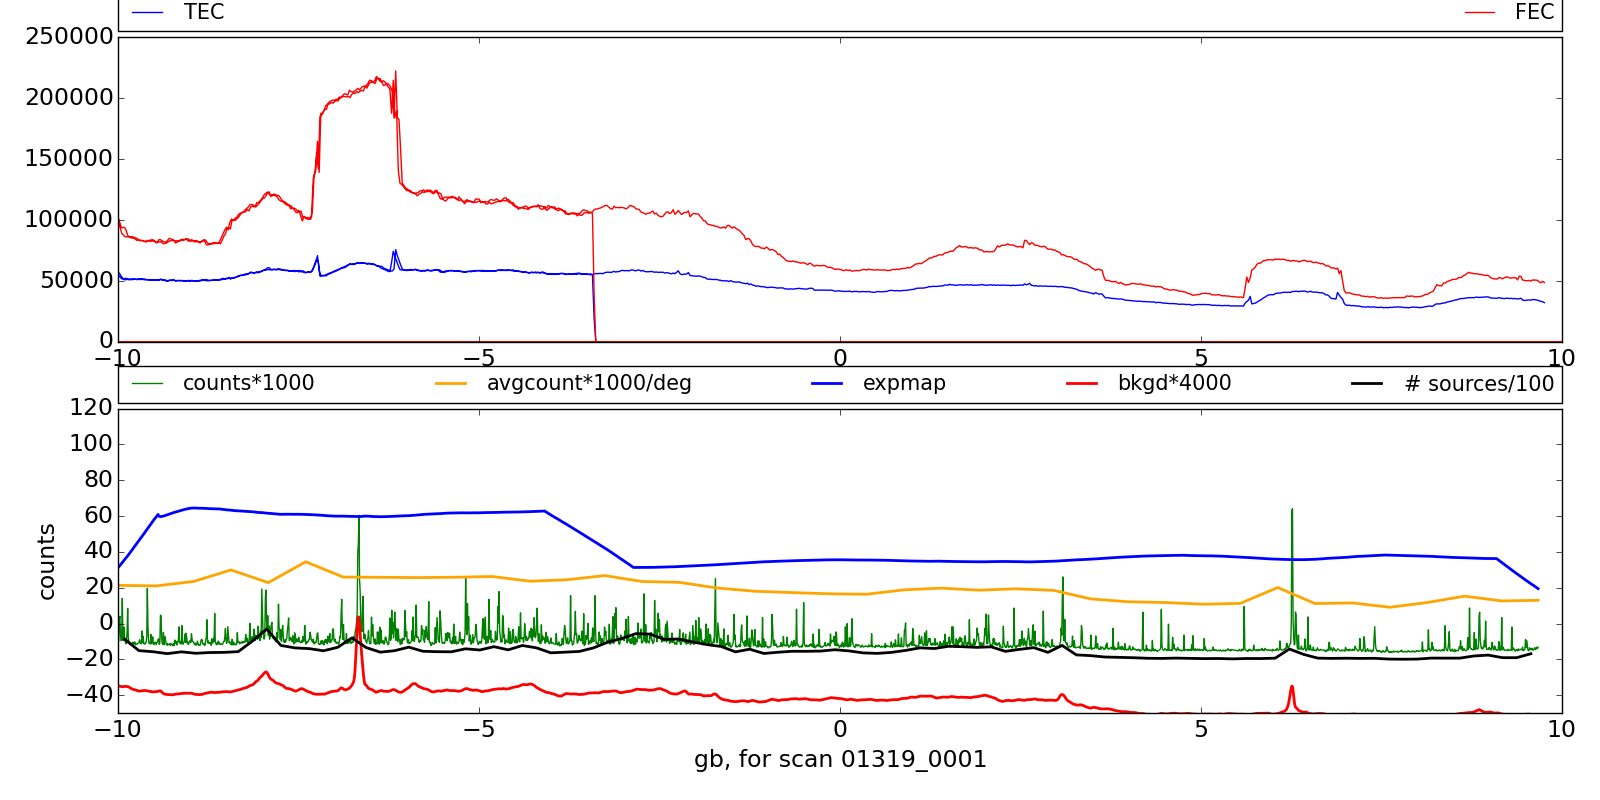 TEC FEC
250000
200000
150000
100000
50000
0
−10 −5 0 5 10
counts*1000 avgcount*1000/deg expmap bkgd*4000 # sources/100
120
100
80
60
40
20
0
−20
−40
counts
−10 −5 0 5 10
gb, for scan 01319_0001